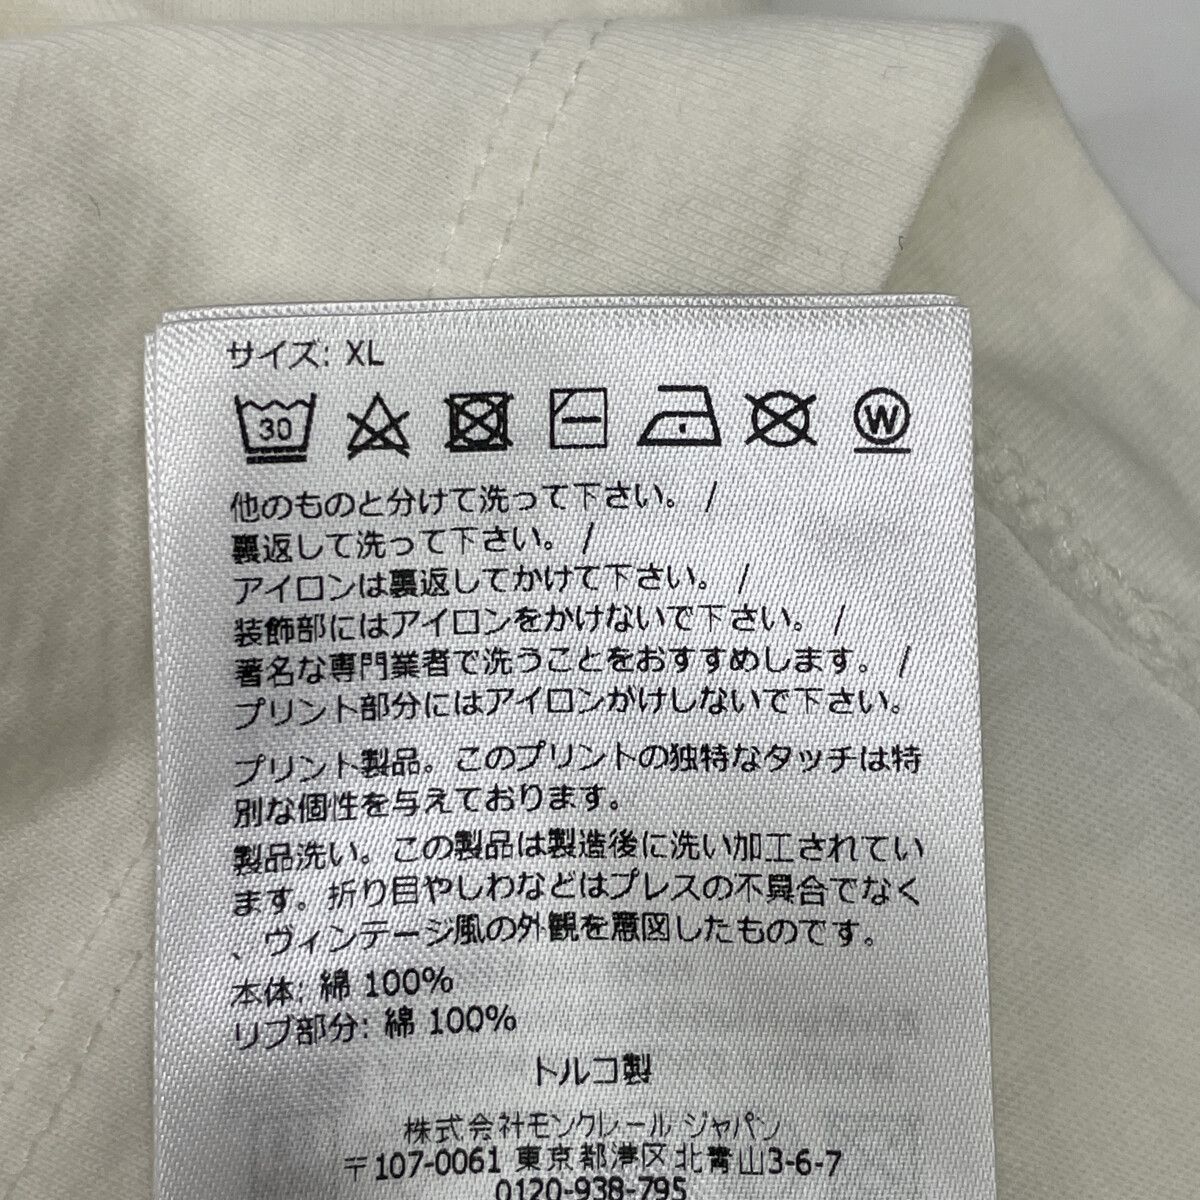 サイズ: XL
30 W
他のものと分けて洗って下さい。 /
裏返して洗って下さい。 /
アイロンは裏返してかけて下さい。 /
装飾部にはアイロンをかけないで下さい。 /
著名な専門業者で洗うことをおすすめします。 /
プリント部分にはアイロンがけしないで下さい。
プリント製品。このプリントの独特なタッチは特
別な個性を与えております。
製品洗い。この製品は製造後に洗い加工されてい
ます。折り目やしわなどはプレスの不具合でなく
、ヴィンテージ風の外観を意図したものです。
本体: 綿 100%
リブ部分: 綿 100%
トルコ製
株式会社モンクレール ジャパン
〒107-0061 東京都港区北青山3-6-7
0120-938-795